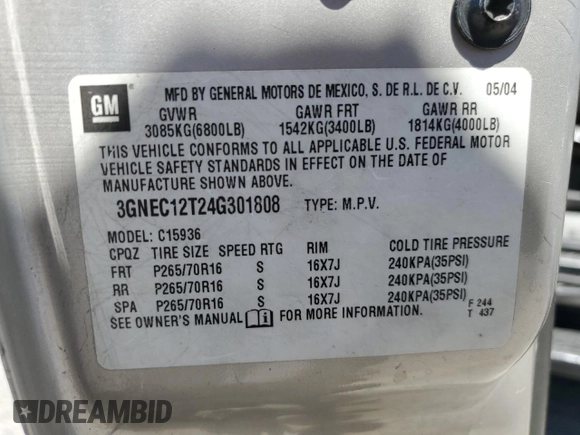 GM
MFD BY GENERAL MOTORS DE MEXICO, S. DE R.L. DE C.V. 05/04
GVWR GAWR FRT GAWR RR
3085KG(6800LB) 1542KG(3400LB) 1814KG(4000LB)
THIS VEHICLE CONFORMS TO ALL APPLICABLE U.S. FEDERAL MOTOR
VEHICLE SAFETY STANDARDS IN EFFECT ON THE DATE OF
MANUFACTURE SHOWN ABOVE.
3GNEC12T24G301808 TYPE: M.P.V.
MODEL: C15936
CPQZ TIRE SIZE SPEED RTG RIM COLD TIRE PRESSURE
FRT P265/70R16 S 16X7J 240KPA(35PSI)
RR P265/70R16 S 16X7J 240KPA(35PSI)
SPA P265/70R16 S 16X7J 240KPA(35PSI)
SEE OWNER'S MANUAL FOR MORE INFORMATION.
F 244
T 437
DREAMBID